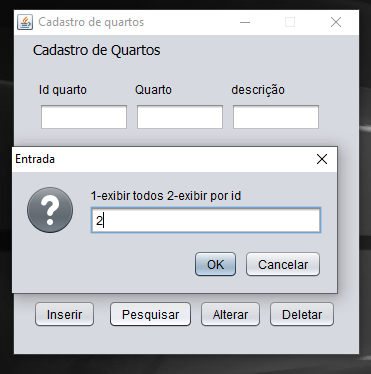 Cadastro de quartos
Cadastro de Quartos
Id quarto Quarto descrição
Entrada
1-exibir todos 2-exibir por id
2
OK Cancelar
Inserir Pesquisar Alterar Deletar